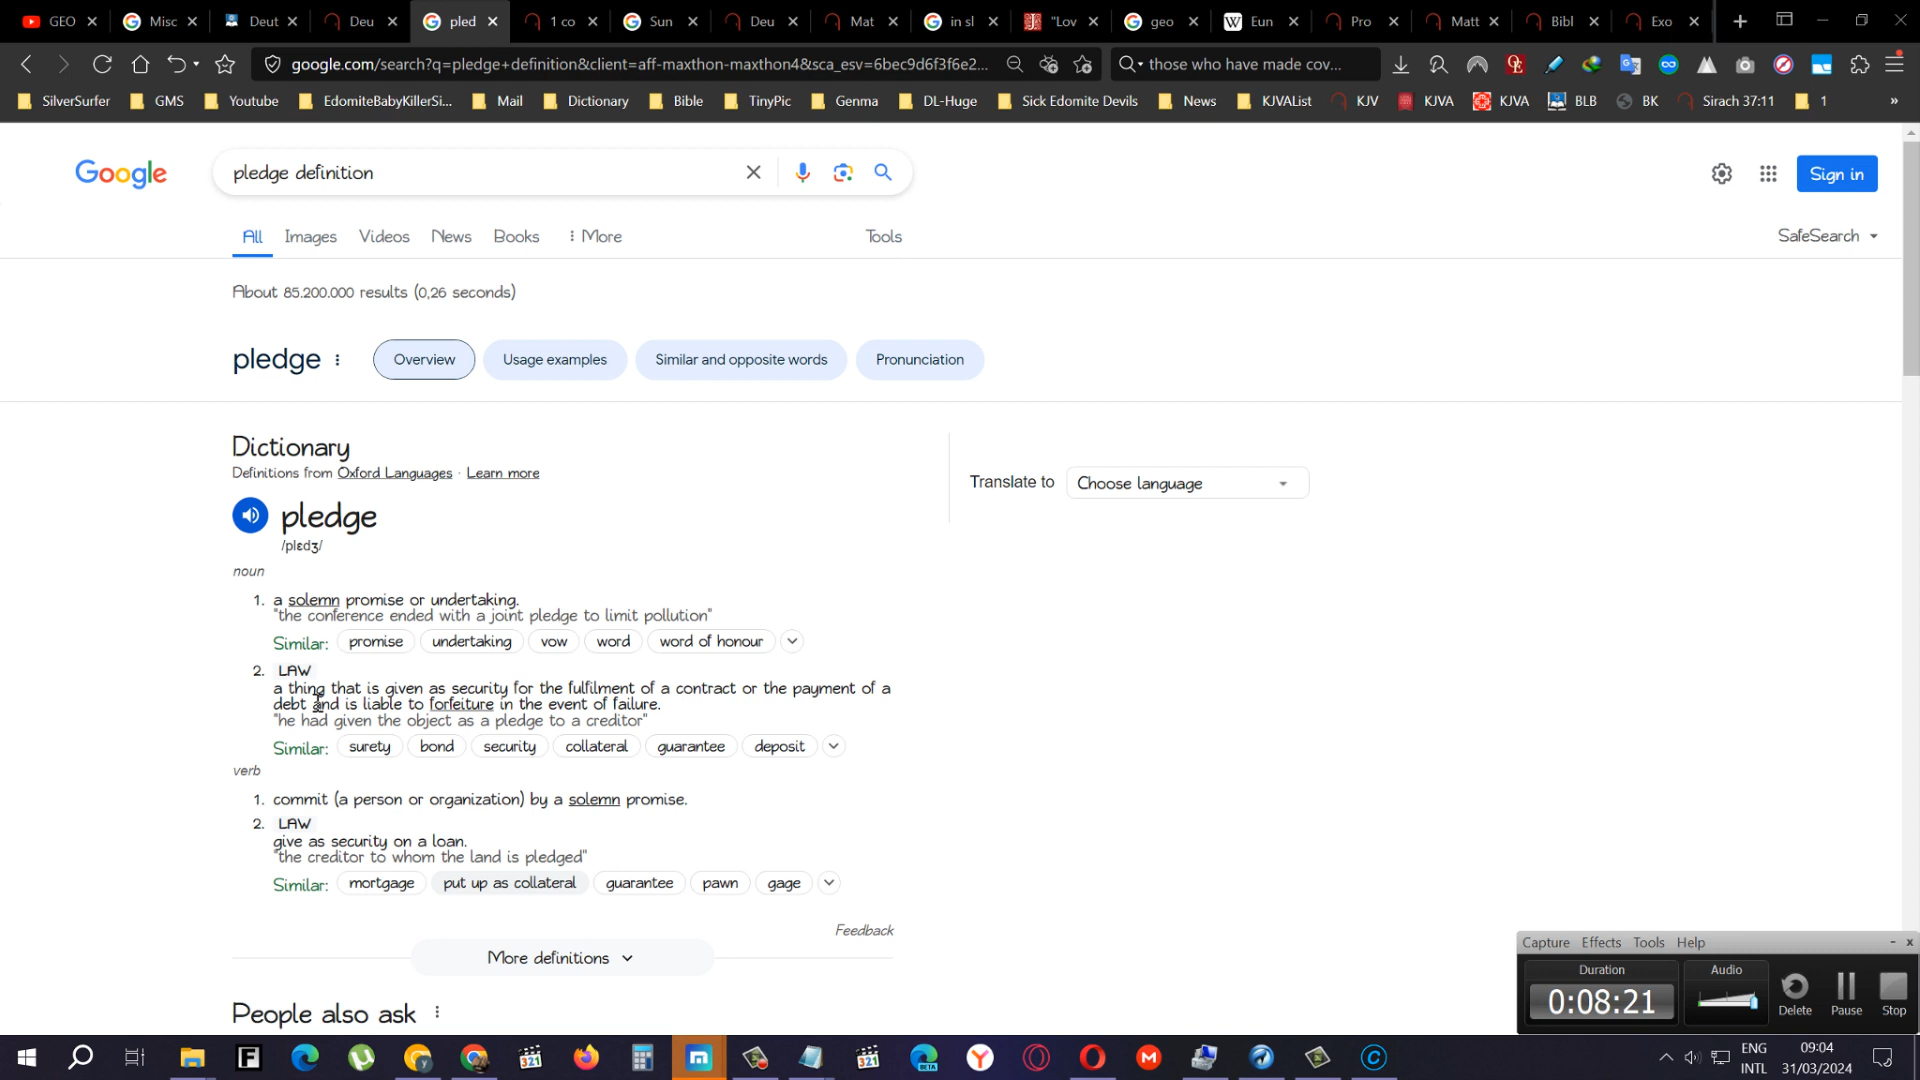 GEO
Misc
Deut
Deu
pled
1 co
Sun
Deu
Mat
in sl
"Lov
geo
Eun
Pro
Matt
Bibl
Exo
google.com/search?q=pledge+definition&client=aff-maxthon-maxthon4&sca_esv=6bec9d6f3f6e2...
those who have made cov...
SilverSurfer
GMS
Youtube
EdomiteBabyKillerSi...
Mail
Dictionary
Bible
TinyPic
Genma
DL-Huge
Sick Edomite Devils
News
KJVAList
KJV
KJVA
KJVA
BLB
BK
Sirach 37:11
1
»
Google
pledge definition
Sign in
All
Images
Videos
News
Books
More
Tools
SafeSearch
About 85.200.000 results (0,26 seconds)
pledge
Overview
Usage examples
Similar and opposite words
Pronunciation
Dictionary
Definitions from Oxford Languages · Learn more
Translate to
Choose language
pledge
/plɛdʒ/
noun
1. a solemn promise or undertaking.
"the conference ended with a joint pledge to limit pollution"
Similar: promise undertaking vow word word of honour
2. LAW
a thing that is given as security for the fulfilment of a contract or the payment of a
debt and is liable to forfeiture in the event of failure.
"he had given the object as a pledge to a creditor"
Similar: surety bond security collateral guarantee deposit
verb
1. commit (a person or organization) by a solemn promise.
2. LAW
give as security on a loan.
"the creditor to whom the land is pledged"
Similar: mortgage put up as collateral guarantee pawn gage
Feedback
More definitions
People also ask
Capture Effects Tools Help
Duration
Audio
0:08:21
Delete
Pause
Stop
ENG
INTL
09:04
31/03/2024